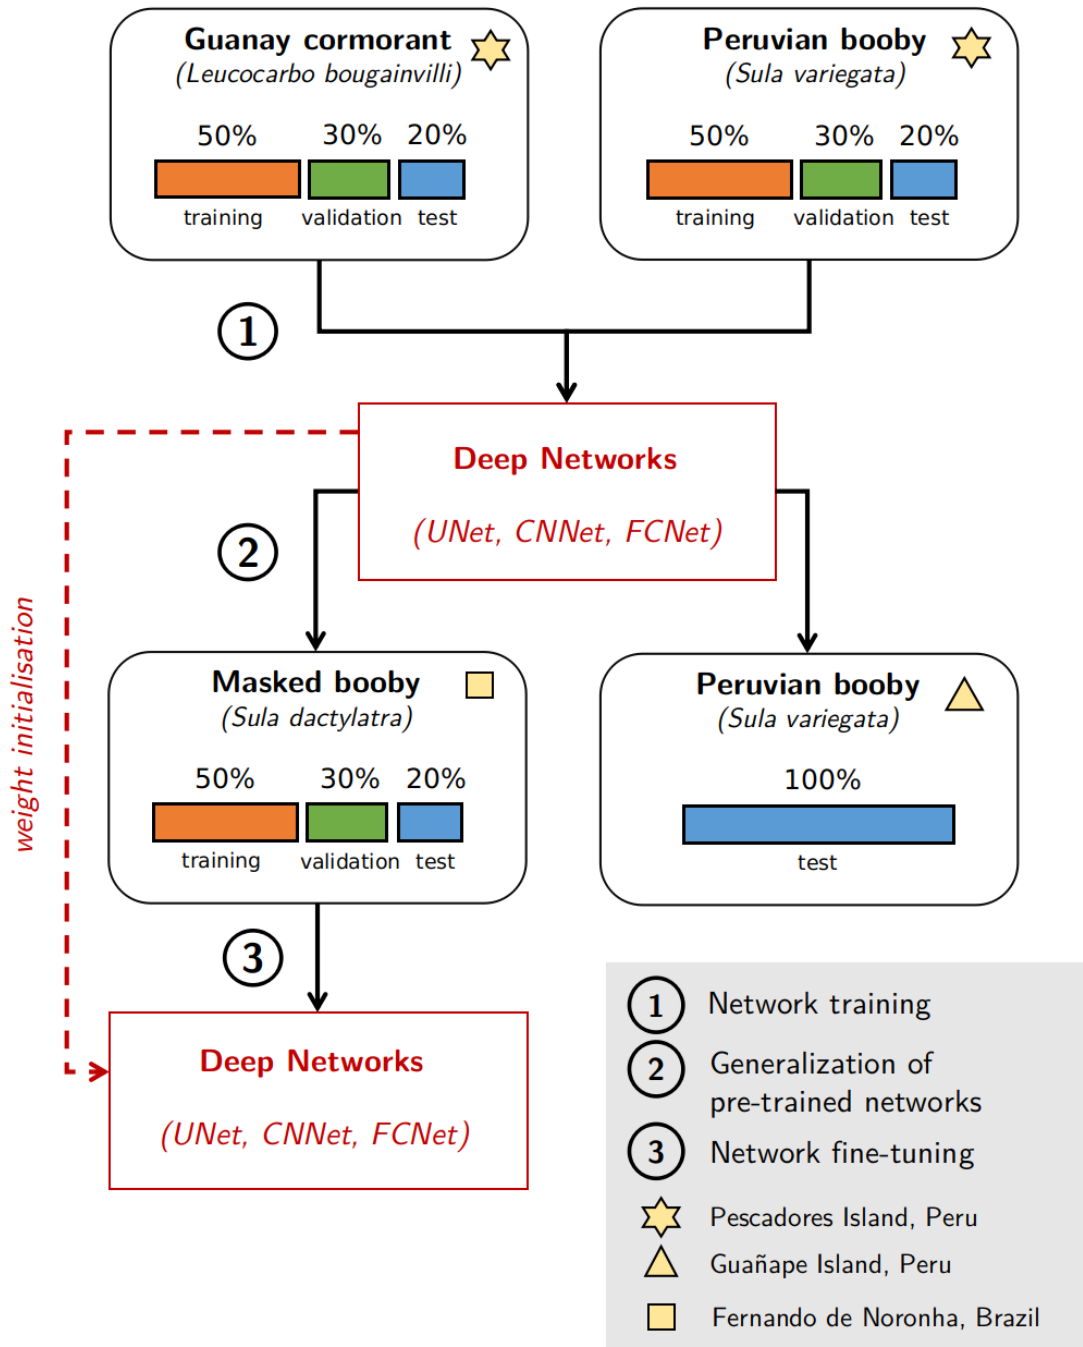 Guanay cormorant
(Leucocarbo bougainvilli)
50% 30% 20%
training validation test
Peruvian booby
(Sula variegata)
50% 30% 20%
training validation test
1
Deep Networks
(UNet, CNNet, FCNet)
2
weight initialisation
Masked booby
(Sula dactylatra)
50% 30% 20%
training validation test
Peruvian booby
(Sula variegata)
100%
test
3
Deep Networks
(UNet, CNNet, FCNet)
1 Network training
2 Generalization of
pre-trained networks
3 Network fine-tuning
Pescadores Island, Peru
Guañape Island, Peru
Fernando de Noronha, Brazil